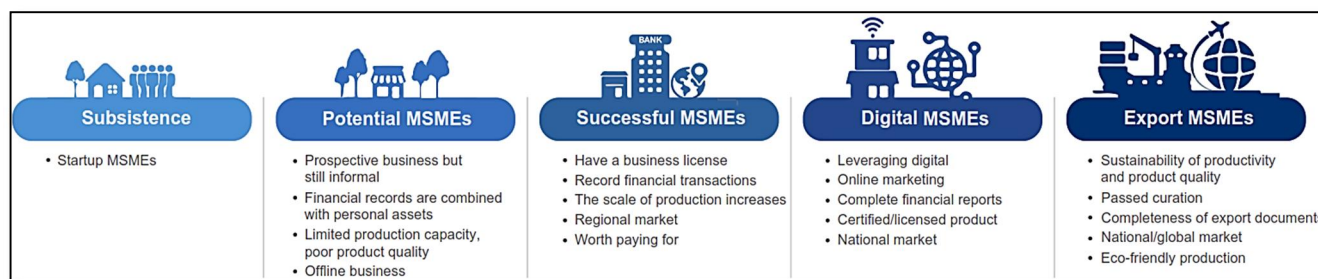 Subsistence
• Startup MSMEs
Potential MSMEs
• Prospective business but
still informal
• Financial records are combined
with personal assets
• Limited production capacity,
poor product quality
• Offline business
BANK
Successful MSMEs
• Have a business license
• Record financial transactions
• The scale of production increases
• Regional market
• Worth paying for
Digital MSMEs
• Leveraging digital
• Online marketing
• Complete financial reports
• Certified/licensed product
• National market
Export MSMEs
• Sustainability of productivity
and product quality
• Passed curation
• Completeness of export documents
• National/global market
• Eco-friendly production